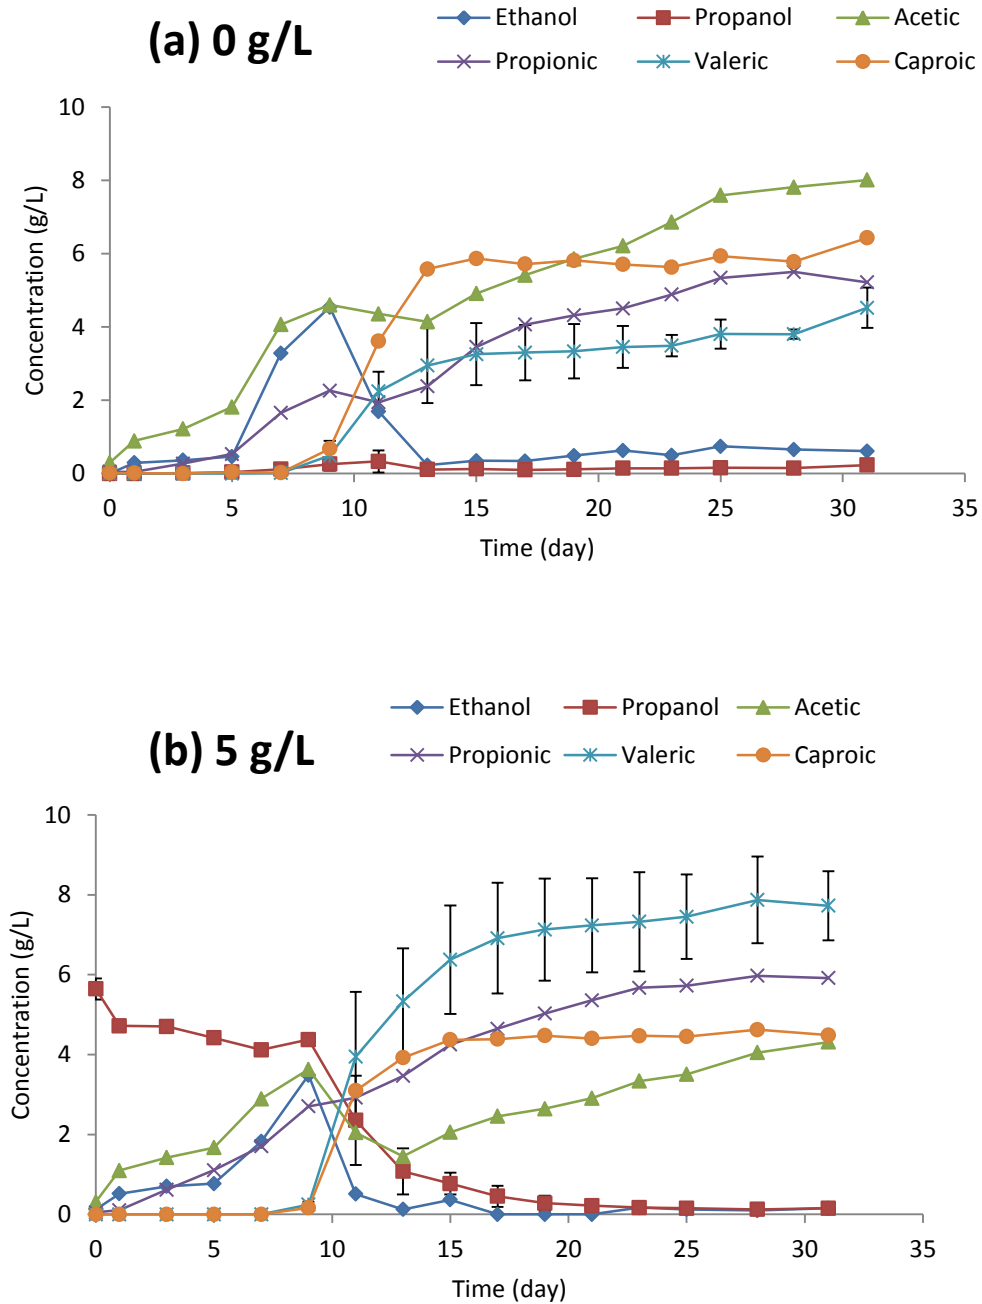 (a) 0 g/L
Ethanol Propanol Acetic
Propionic Valeric Caproic
10
8
6
4
2
0
Concentration (g/L)
0 5 10 15 20 25 30 35
Time (day)
(b) 5 g/L
Ethanol Propanol Acetic
Propionic Valeric Caproic
10
8
6
4
2
0
Concentration (g/L)
0 5 10 15 20 25 30 35
Time (day)